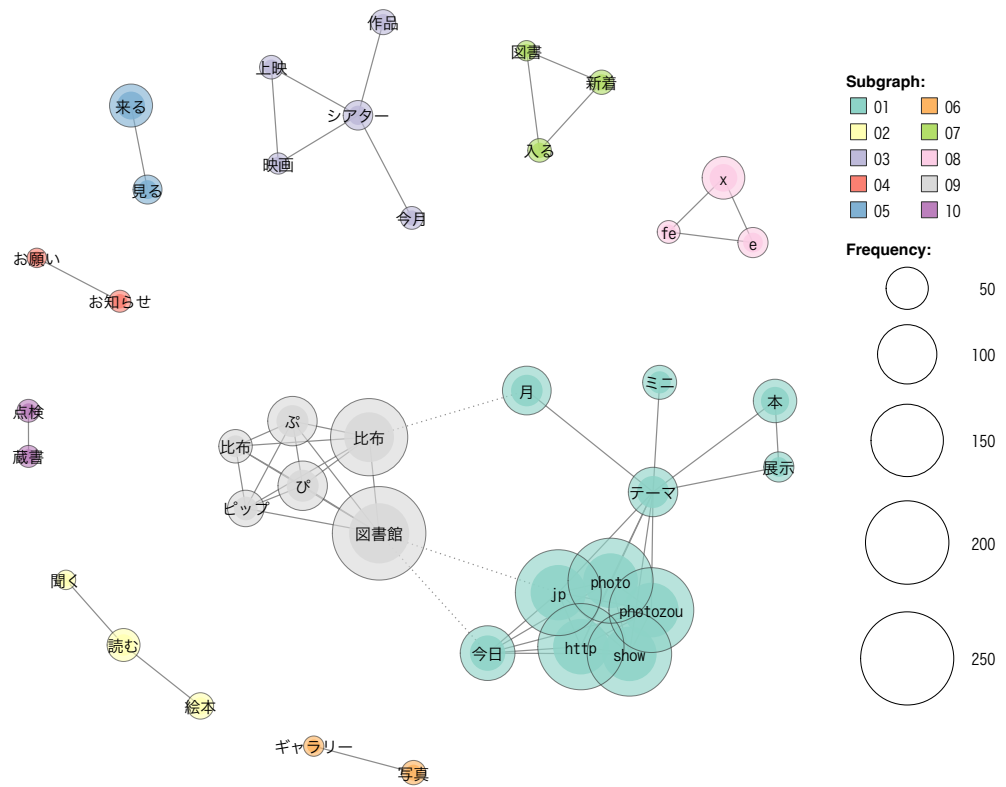 作品
上映
シアター
映画
今月
図書
新着
入る
来る
見る
x
fe
e
お願い
お知らせ
点検
蔵書
ぷ
比布
比布
ぴ
ピップ
図書館
月
ミニ
本
展示
テーマ
jp
photo
photozou
http
show
今日
聞く
読む
絵本
ギャラリー
写真
Subgraph:
01
02
03
04
05
06
07
08
09
10
Frequency:
50
100
150
200
250